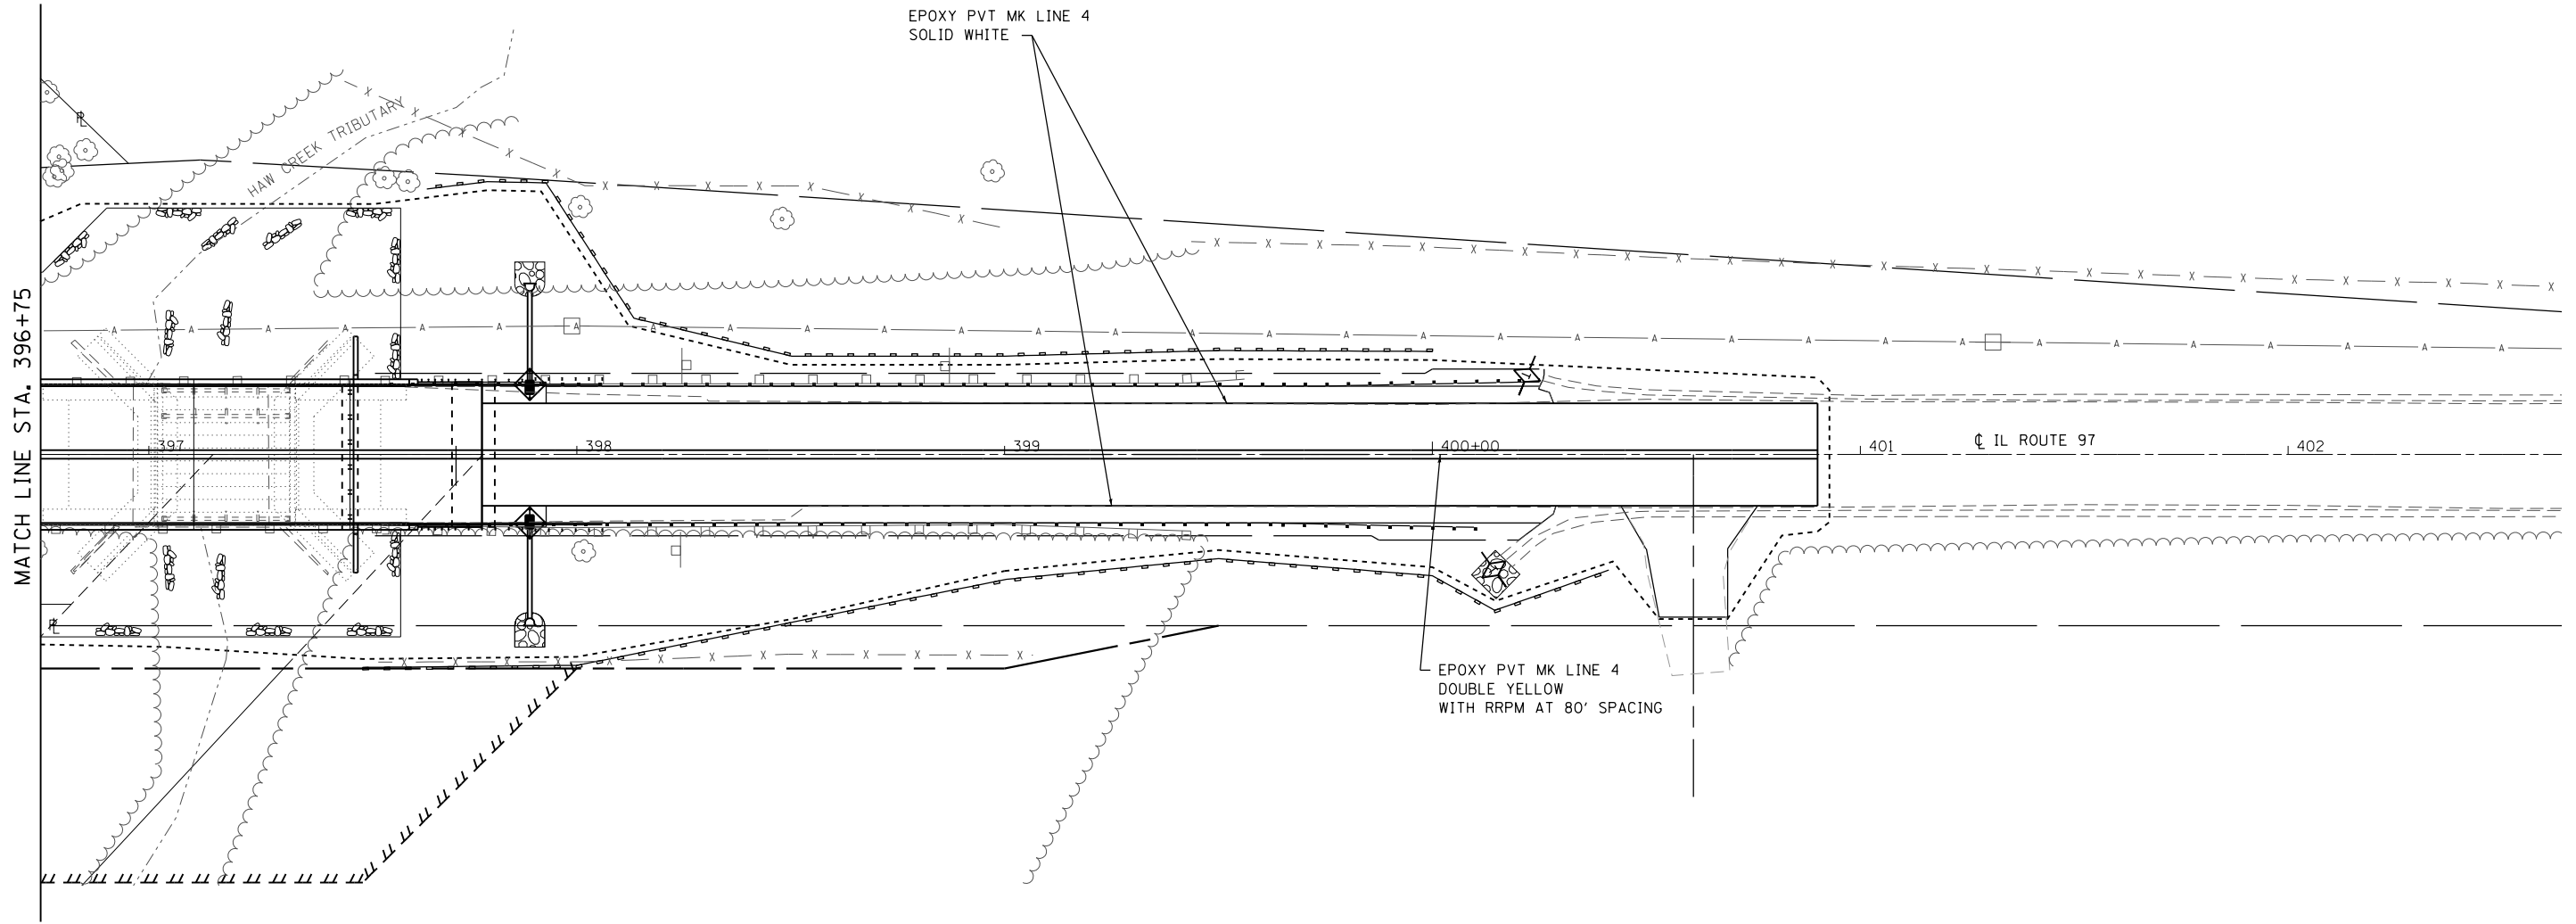 EPOXY PVT MK LINE 4
SOLID WHITE
HAW CREEK TRIBUTARY
MATCH LINE STA. 396+75
397
398
399
400+00
401
℄ IL ROUTE 97
402
EPOXY PVT MK LINE 4
DOUBLE YELLOW
WITH RRPM AT 80' SPACING